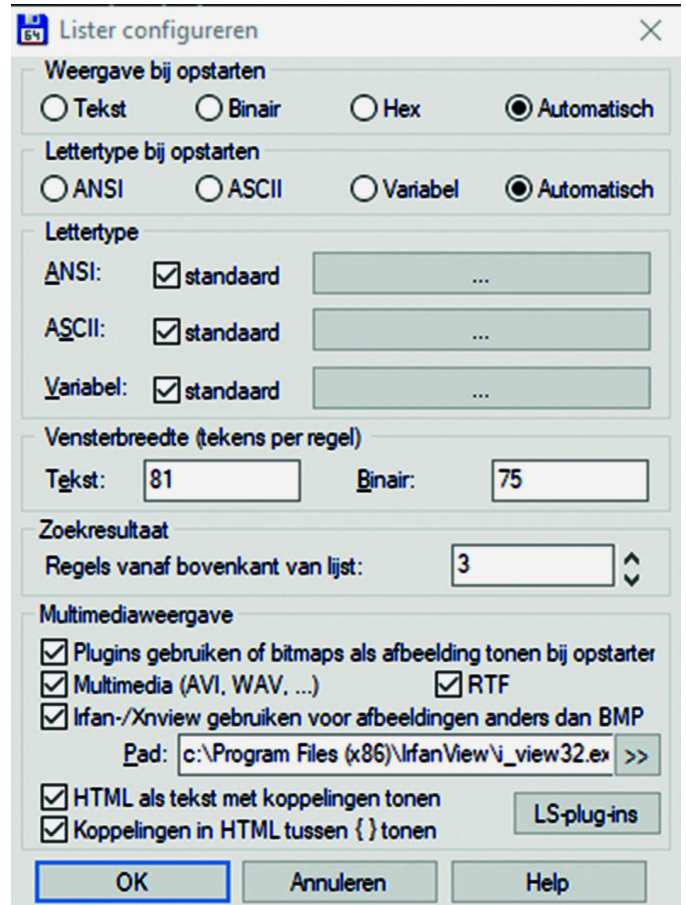 Lister configureren
Weergave bij opstarten
Tekst Binair Hex Automatisch
Lettertype bij opstarten
ANSI ASCII Variabel Automatisch
Lettertype
ANSI: standaard ...
ASCII: standaard ...
Variabel: standaard ...
Vensterbreedte (tekens per regel)
Tekst: 81 Binair: 75
Zoekresultaat
Regels vanaf bovenkant van lijst: 3
Multimediaweergave
Plugins gebruiken of bitmaps als afbeelding tonen bij opstarter
Multimedia (AVI, WAV, ...) RTF
Irfan-/Xnview gebruiken voor afbeeldingen anders dan BMP
Pad: c:\Program Files (x86)\IrfanView\i_view32.ex >>
HTML als tekst met koppelingen tonen
LS-plug-ins
Koppelingen in HTML tussen { } tonen
OK Annuleren Help